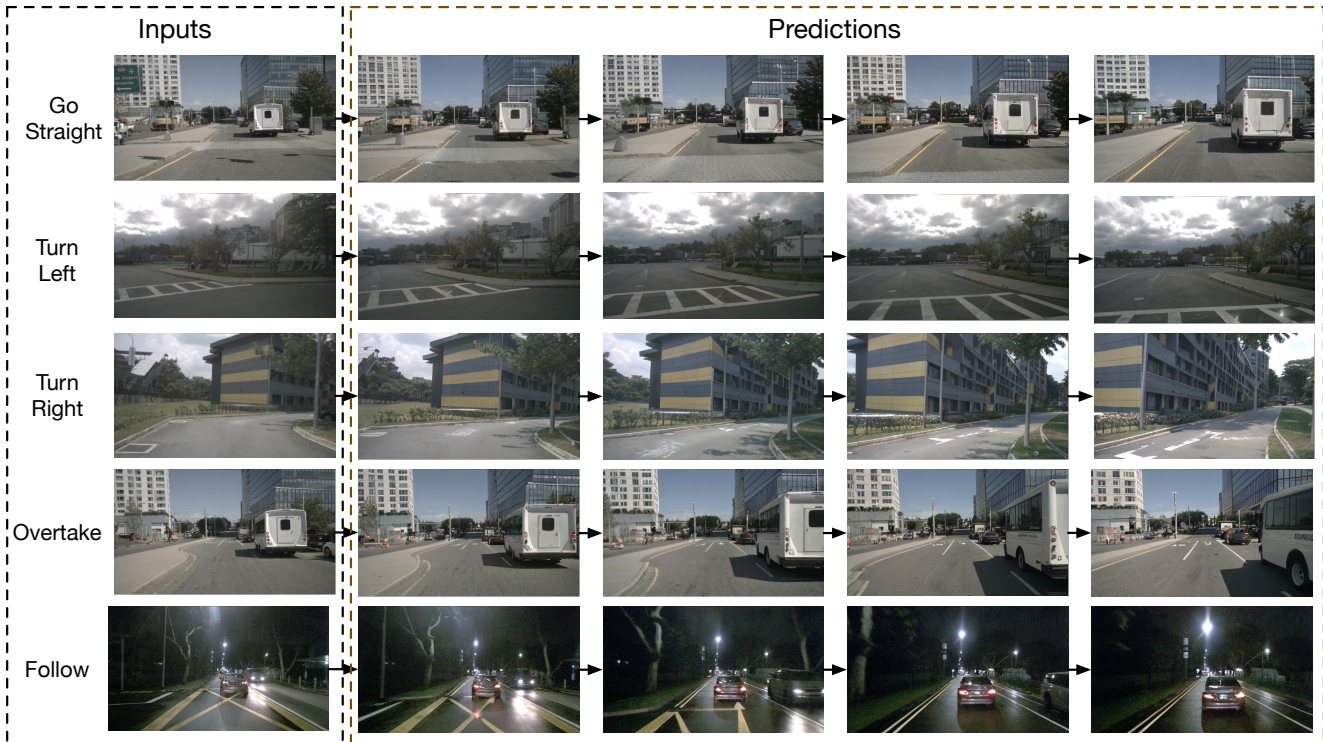 Inputs
Predictions
Go
Straight
Turn
Left
Turn
Right
Overtake
Follow